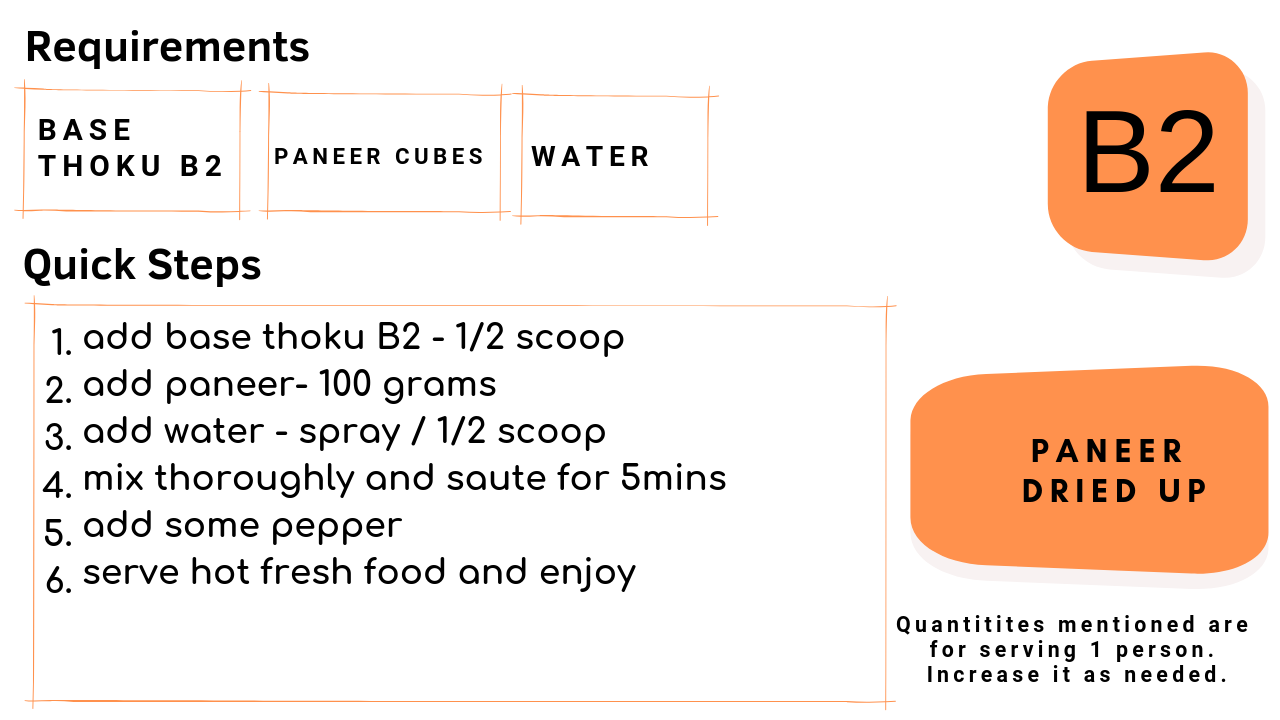 Requirements
BASE
THOKU B2
PANEER CUBES
WATER
B2
Quick Steps
1. add base thoku B2 - 1/2 scoop
2. add paneer- 100 grams
3. add water - spray / 1/2 scoop
4. mix thoroughly and saute for 5mins
5. add some pepper
6. serve hot fresh food and enjoy
PANEER
DRIED UP
Quantitites mentioned are
for serving 1 person.
Increase it as needed.